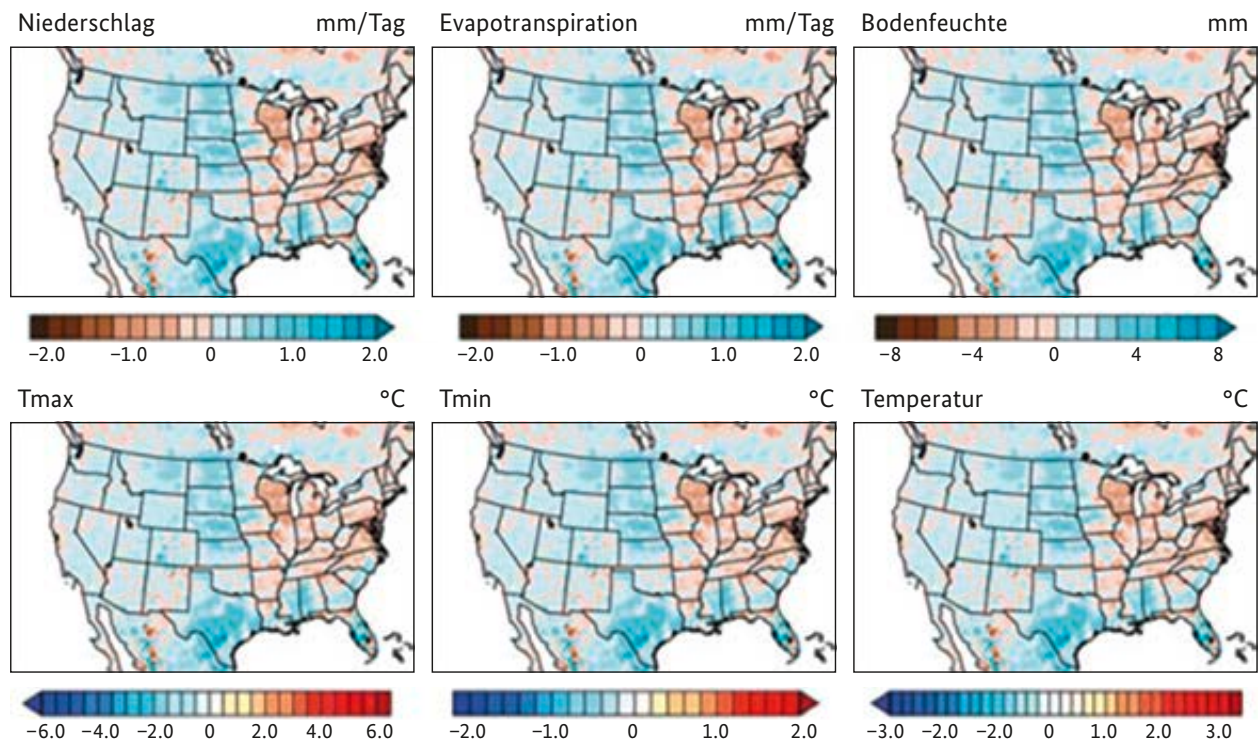 Niederschlag mm/Tag
Evapotranspiration mm/Tag
Bodenfeuchte mm
−2.0 −1.0 0 1.0 2.0
−2.0 −1.0 0 1.0 2.0
−8 −4 0 4 8
Tmax °C
Tmin °C
Temperatur °C
−6.0 −4.0 −2.0 0 2.0 4.0 6.0
−2.0 −1.0 0 1.0 2.0
−3.0 −2.0 −2.0 0 1.0 2.0 3.0